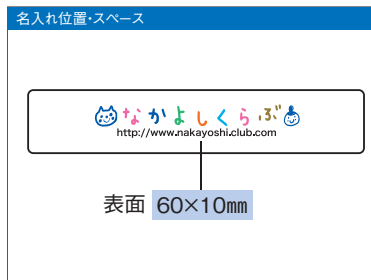 名入れ位置・スペース
なかよしくらぶ
http://www.nakayoshi.club.com
表面 60×10㎜